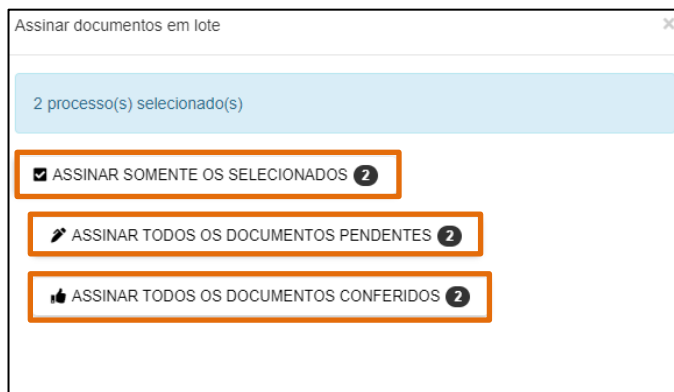 Assinar documentos em lote ×
2 processo(s) selecionado(s)
ASSINAR SOMENTE OS SELECIONADOS 2
ASSINAR TODOS OS DOCUMENTOS PENDENTES 2
ASSINAR TODOS OS DOCUMENTOS CONFERIDOS 2